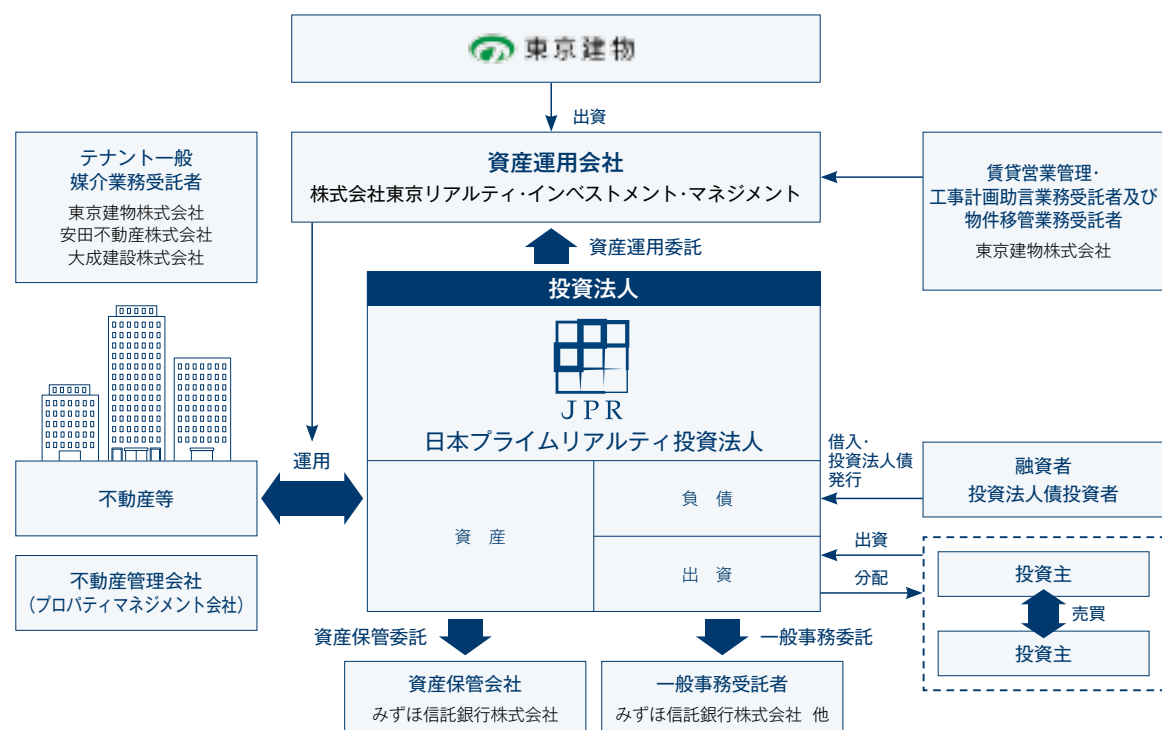 東京建物
出資
資産運用会社
株式会社東京リアルティ・インベストメント・マネジメント
テナント一般
媒介業務受託者
東京建物株式会社
安田不動産株式会社
大成建設株式会社
賃貸営業管理・
工事計画助言業務受託者及び
物件移管業務受託者
東京建物株式会社
資産運用委託
投資法人
JPR
日本プライムリアルティ投資法人
運用
不動産等
資 産
負 債
出 資
借入・
投資法人債
発行
融資者
投資法人債投資者
出資
分配
投資主
売買
投資主
不動産管理会社
（プロパティマネジメント会社）
資産保管委託
一般事務委託
資産保管会社
みずほ信託銀行株式会社
一般事務受託者
みずほ信託銀行株式会社 他